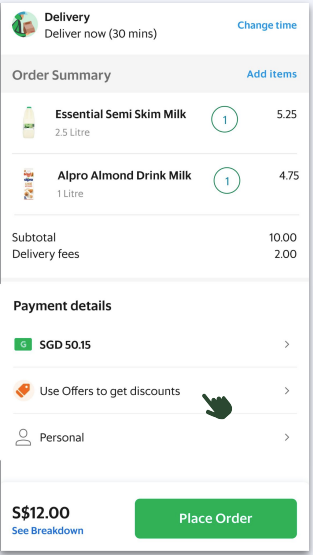 Delivery
Deliver now (30 mins)
Change time
Order Summary
Add items
Essential Semi Skim Milk
1
5.25
2.5 Litre
Alpro Almond Drink Milk
1
4.75
1 Litre
Subtotal
10.00
Delivery fees
2.00
Payment details
G
SGD 50.15
Use Offers to get discounts
Personal
S$12.00
See Breakdown
Place Order